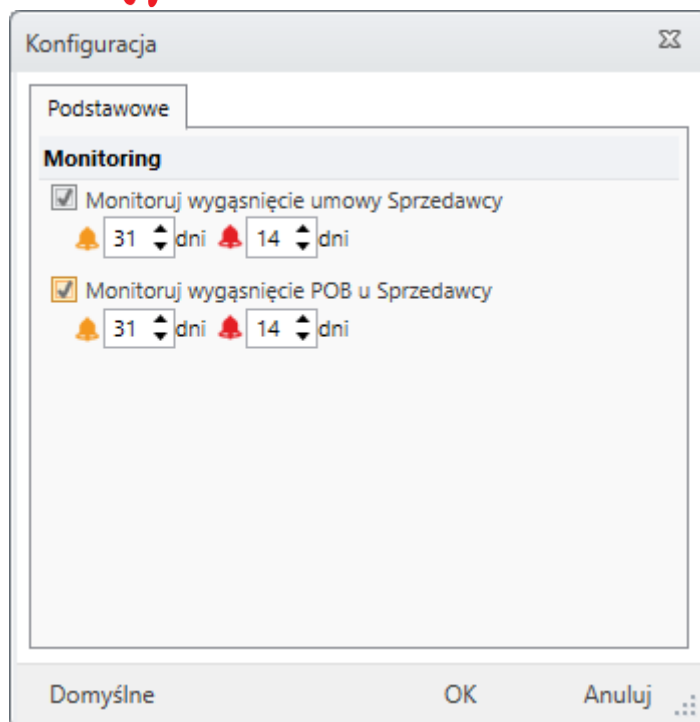 Konfiguracja
Podstawowe
Monitoring
Monitoruj wygąsnięcie umowy Sprzedawcy
31 dni 14 dni
Monitoruj wygąsnięcie POB u Sprzedawcy
31 dni 14 dni
Domyślne OK Anuluj